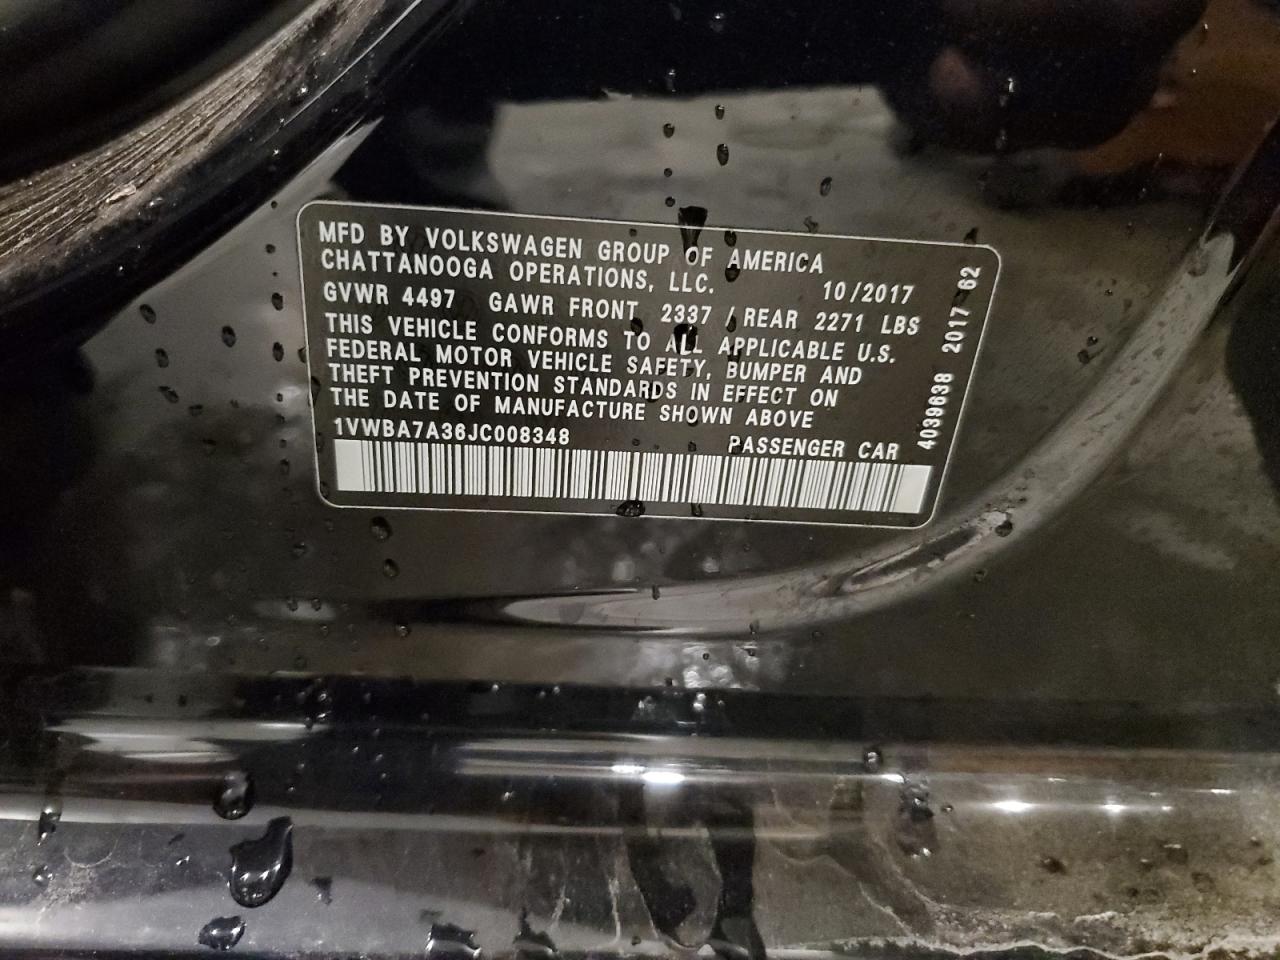 MFD BY VOLKSWAGEN GROUP OF AMERICA
CHATTANOOGA OPERATIONS, LLC. 10/2017
GVWR 4497 GAWR FRONT 2337 / REAR 2271 LBS
THIS VEHICLE CONFORMS TO ALL APPLICABLE U.S.
FEDERAL MOTOR VEHICLE SAFETY, BUMPER AND
THEFT PREVENTION STANDARDS IN EFFECT ON
THE DATE OF MANUFACTURE SHOWN ABOVE
1VWBA7A36JC008348 PASSENGER CAR
4039638 2017 62